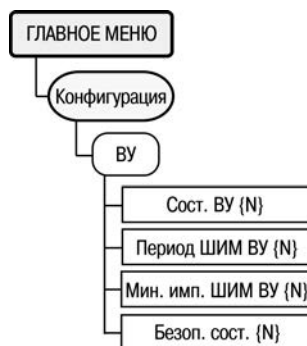 ГЛАВНОЕ МЕНЮ
Конфигурация
ВУ
Сост. ВУ {N}
Период ШИМ ВУ {N}
Мин. имп. ШИМ ВУ {N}
Безоп. сост. {N}